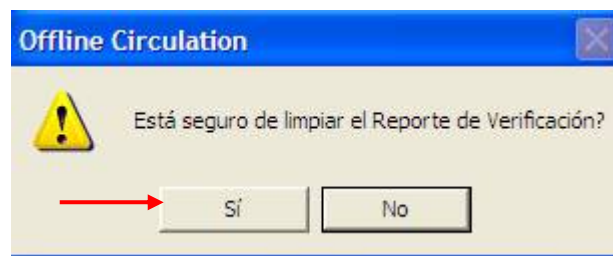 Offline Circulation
Está seguro de limpiar el Reporte de Verificación?
Sí
No